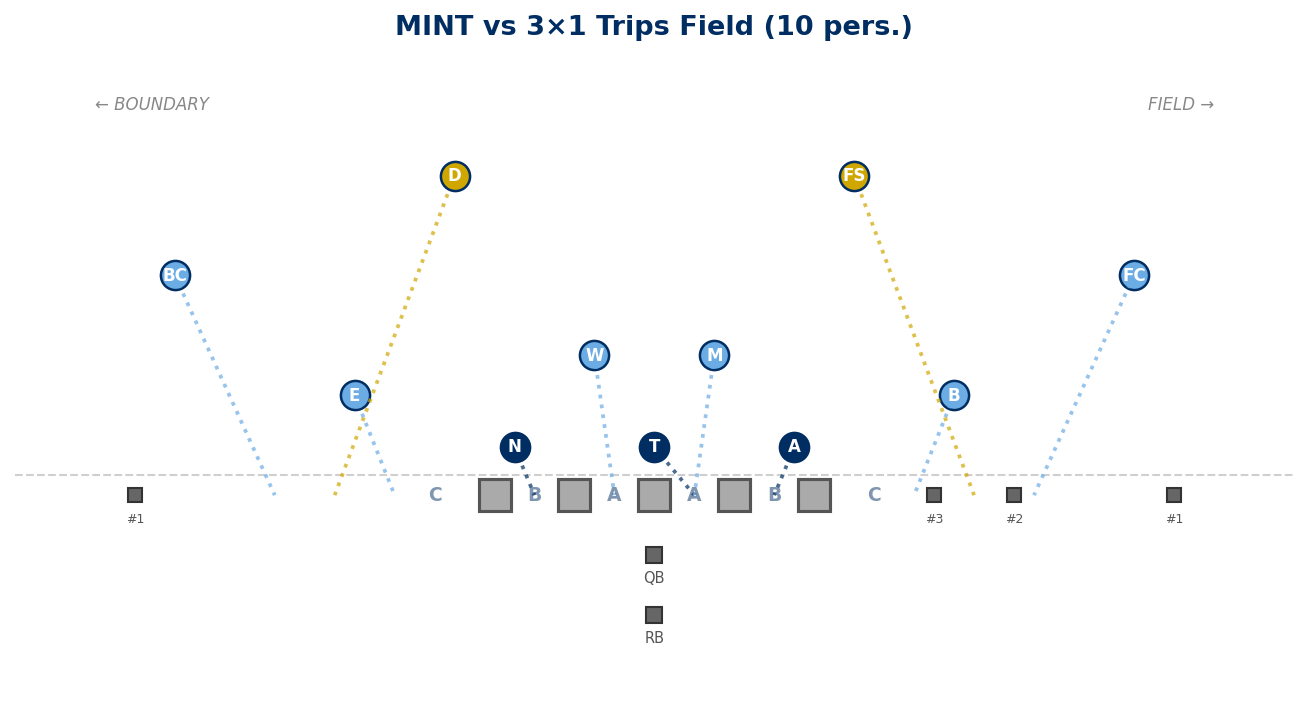 MINT vs 3×1 Trips Field (10 pers.)
← BOUNDARY
FIELD →
D
FS
BC
FC
W
M
E
B
N
T
A
C
B
A
A
B
C
#1
#3
#2
#1
QB
RB